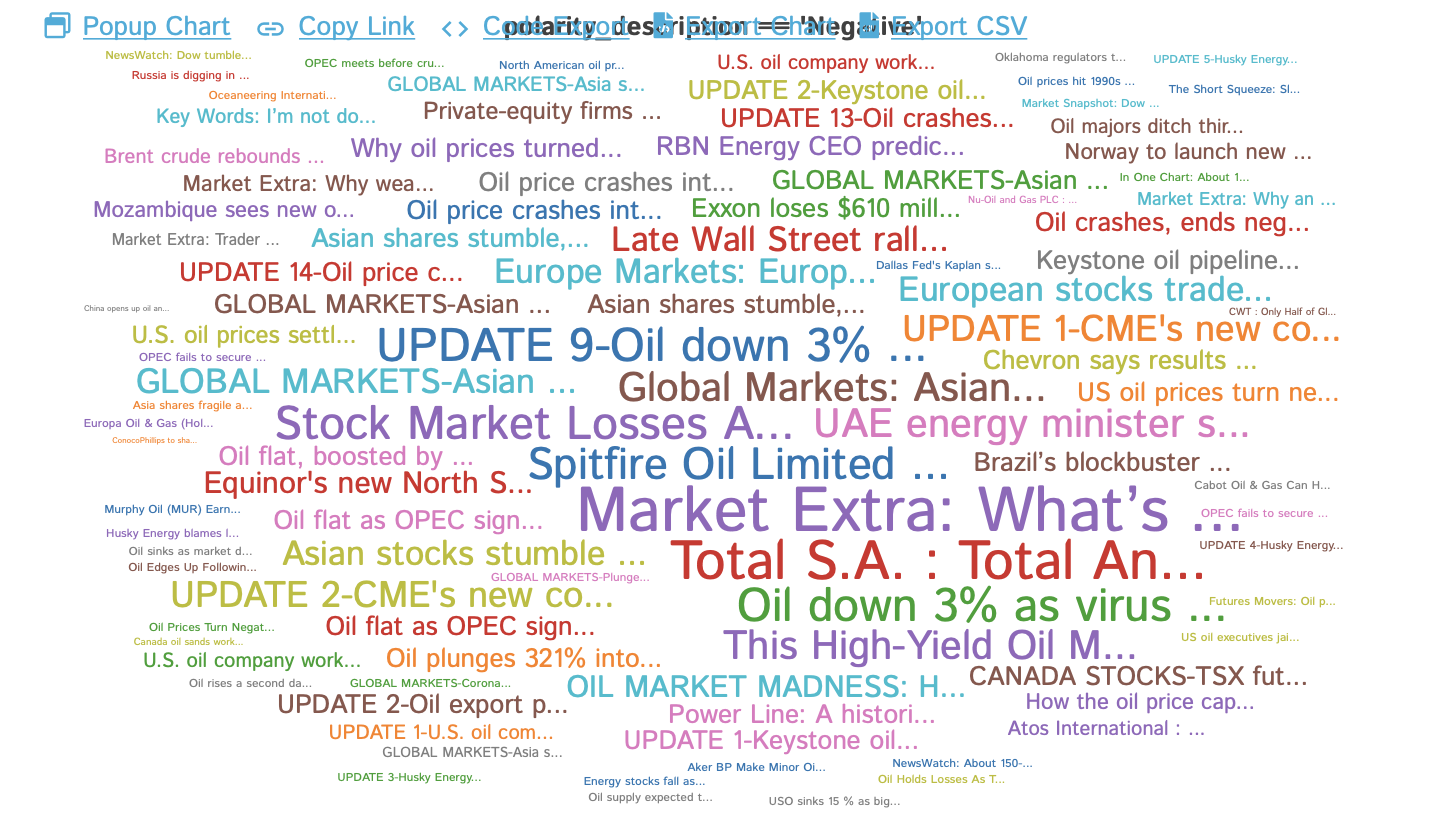 Popup Chart Copy Link Code Export Export Chart Export CSV
polarity_description == 'Negative'
NewsWatch: Dow tumble...
OPEC meets before cru...
North American oil pr...
U.S. oil company work...
Oklahoma regulators t...
UPDATE 5-Husky Energy...
Russia is digging in ...
GLOBAL MARKETS-Asia s...
UPDATE 2-Keystone oil...
Oil prices hit 1990s ...
The Short Squeeze: Sl...
Oceaneering Internati...
Market Snapshot: Dow ...
Key Words: I’m not do...
Private-equity firms ...
UPDATE 13-Oil crashes...
Oil majors ditch thir...
Brent crude rebounds ...
Why oil prices turned...
RBN Energy CEO predic...
Norway to launch new ...
Market Extra: Why wea...
Oil price crashes int...
GLOBAL MARKETS-Asian ...
In One Chart: About 1...
Mozambique sees new o...
Oil price crashes int...
Exxon loses $610 mill...
Nu-Oil and Gas PLC : ...
Market Extra: Why an ...
Market Extra: Trader ...
Asian shares stumble,...
Late Wall Street rall...
Oil crashes, ends neg...
UPDATE 14-Oil price c...
Europe Markets: Europ...
Dallas Fed's Kaplan s...
Keystone oil pipeline...
European stocks trade...
China opens up oil an...
GLOBAL MARKETS-Asian ...
Asian shares stumble,...
CWT : Only Half of Gl...
U.S. oil prices settl...
UPDATE 9-Oil down 3% ...
UPDATE 1-CME's new co...
OPEC fails to secure ...
Chevron says results ...
GLOBAL MARKETS-Asian ...
Global Markets: Asian...
US oil prices turn ne...
Asia shares fragile a...
Europa Oil & Gas (Hol...
Stock Market Losses A...
UAE energy minister s...
ConocoPhillips to sha...
Oil flat, boosted by ...
Spitfire Oil Limited ...
Brazil’s blockbuster ...
Equinor's new North S...
Cabot Oil & Gas Can H...
Murphy Oil (MUR) Earn...
Oil flat as OPEC sign...
Market Extra: What’s ...
OPEC fails to secure ...
Husky Energy blames l...
Oil sinks as market d...
Asian stocks stumble ...
Total S.A. : Total An...
UPDATE 4-Husky Energy...
Oil Edges Up Followin...
GLOBAL MARKETS-Plunge...
UPDATE 2-CME's new co...
Oil down 3% as virus ...
Futures Movers: Oil p...
Oil Prices Turn Negat...
Oil flat as OPEC sign...
Canada oil sands work...
This High-Yield Oil M...
US oil executives jai...
U.S. oil company work...
Oil plunges 321% into...
Oil rises a second da...
GLOBAL MARKETS-Corona...
OIL MARKET MADNESS: H...
CANADA STOCKS-TSX fut...
UPDATE 2-Oil export p...
Power Line: A histori...
How the oil price cap...
UPDATE 1-U.S. oil com...
UPDATE 1-Keystone oil...
Atos International : ...
GLOBAL MARKETS-Asia s...
UPDATE 3-Husky Energy...
Aker BP Make Minor Oi...
NewsWatch: About 150-...
Energy stocks fall as...
Oil Holds Losses As T...
Oil supply expected t...
USO sinks 15 % as big...